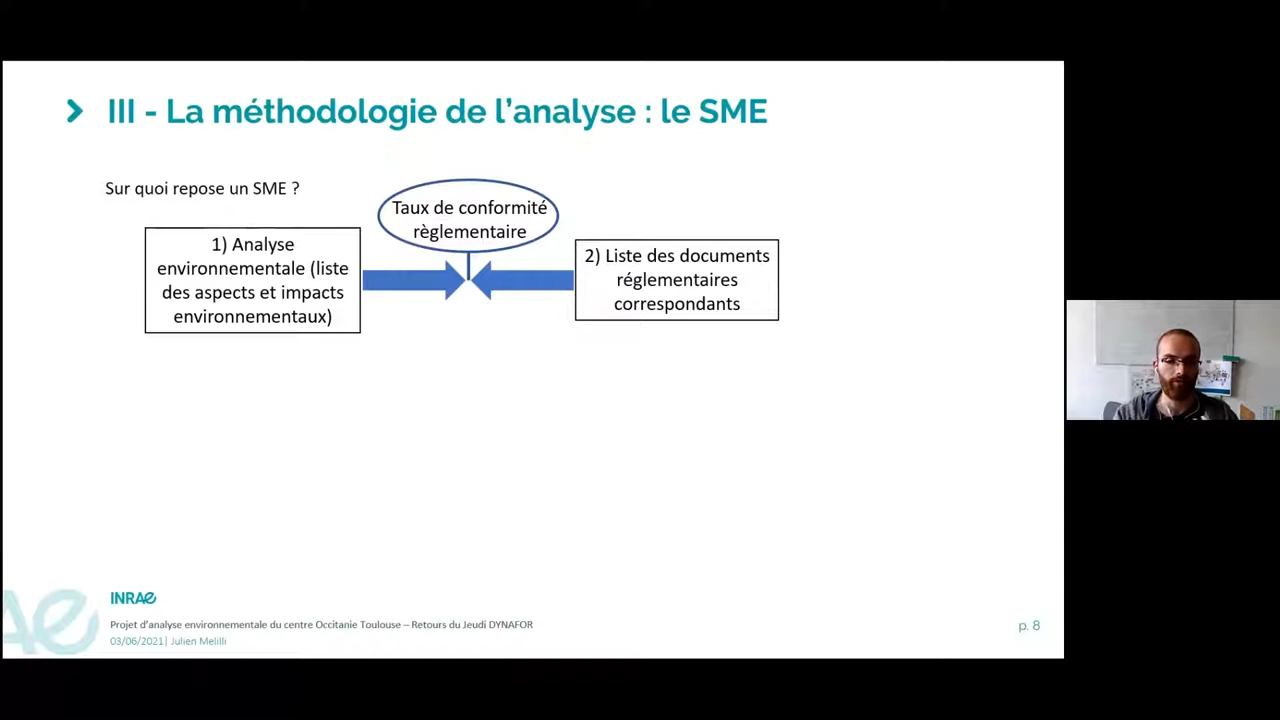 III - La méthodologie de l'analyse : le SME
Sur quoi repose un SME ?
Taux de conformité
règlementaire
1) Analyse
environnementale (liste
des aspects et impacts
environnementaux)
2) Liste des documents
réglementaires
correspondants
INRAE
Projet d'analyse environnementale du centre Occitanie Toulouse – Retours du Jeudi DYNAFOR
03/06/2021| Julien Melilli
p. 8